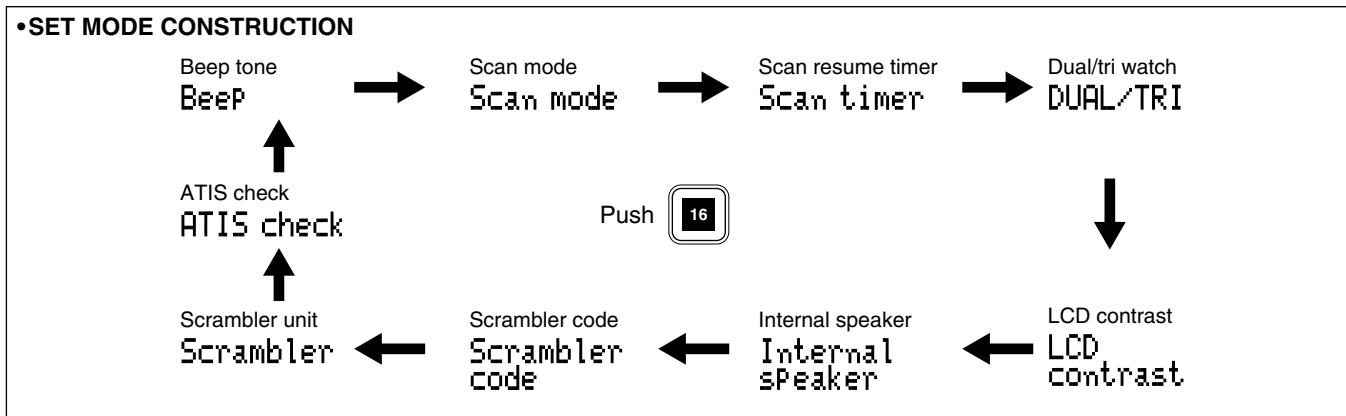 •SET MODE CONSTRUCTION
Beep tone
BeeP
Scan mode
Scan mode
Scan resume timer
Scan timer
Dual/tri watch
DUAL/TRI
ATIS check
ATIS check
Push 16
Scrambler unit
Scrambler
Scrambler code
Scrambler
code
Internal speaker
Internal
sPeaker
LCD contrast
LCD
contrast